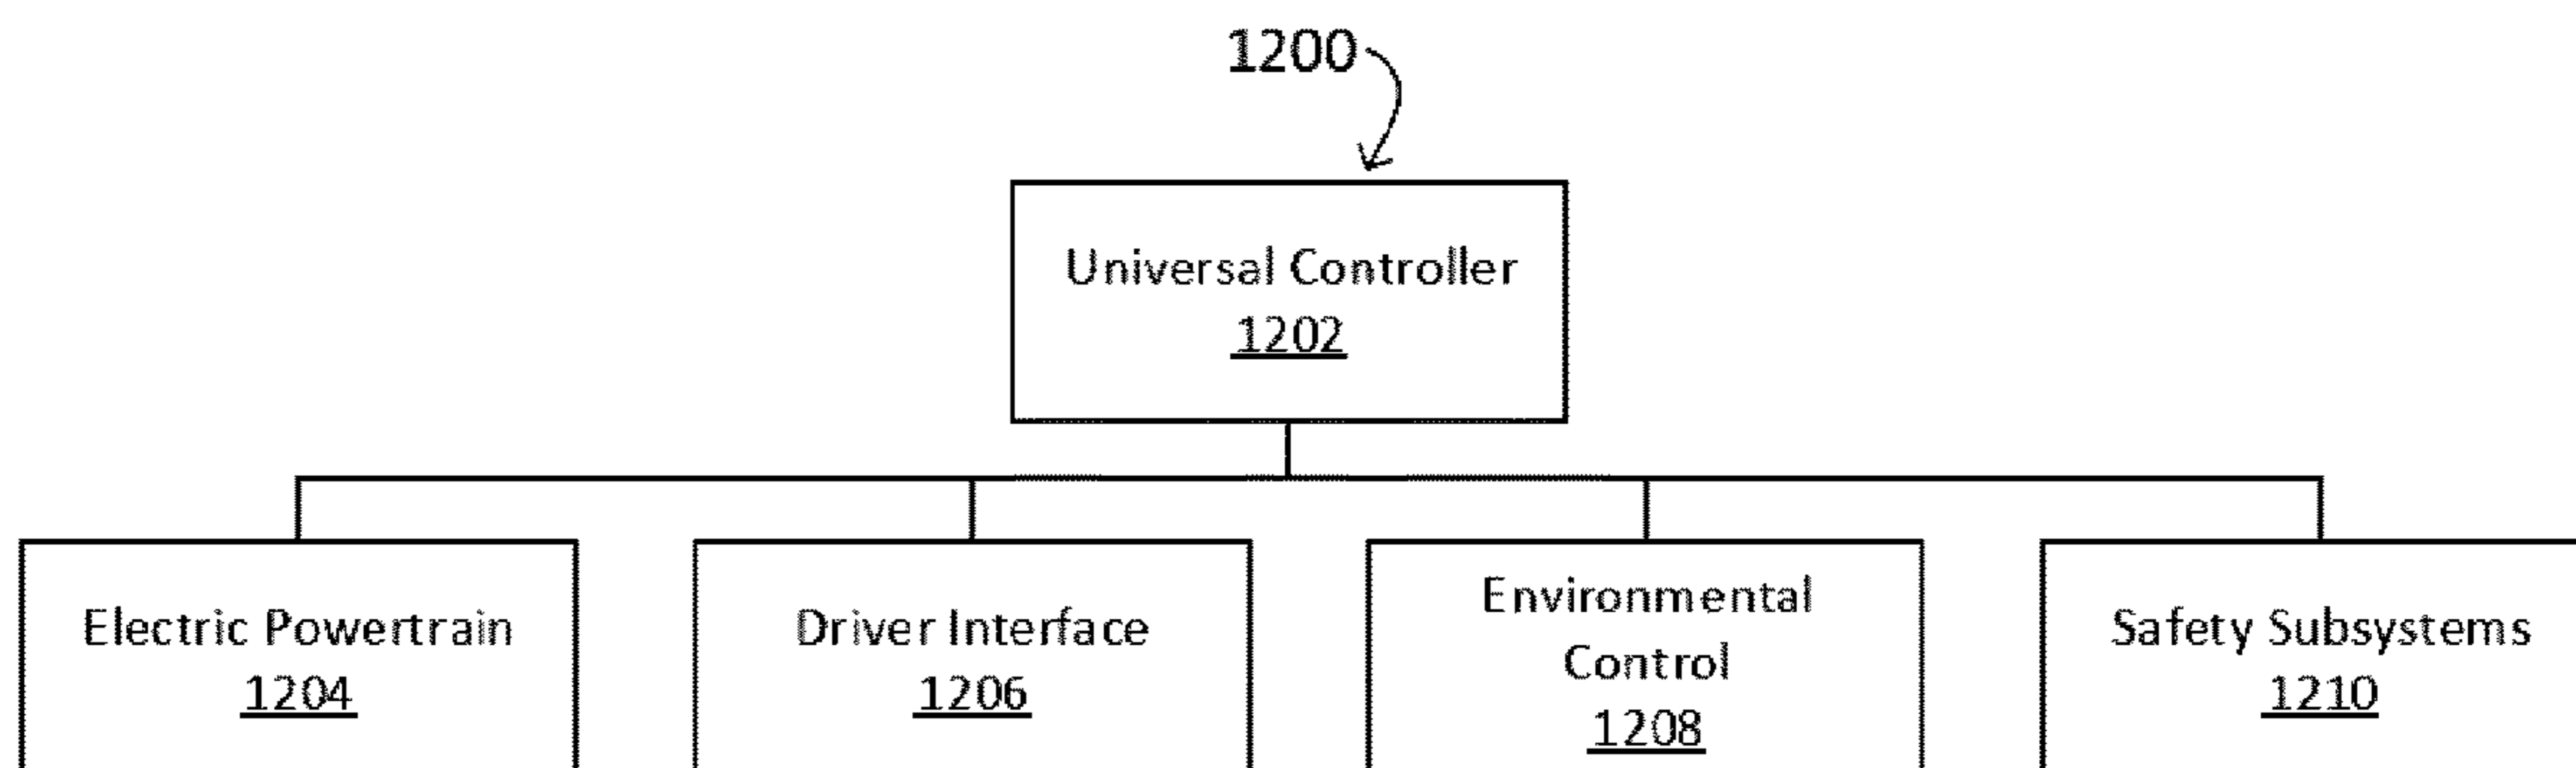 1200
Universal Controller
1202
Electric Powertrain
1204
Driver Interface
1206
Environmental
Control
1208
Safety Subsystems
1210